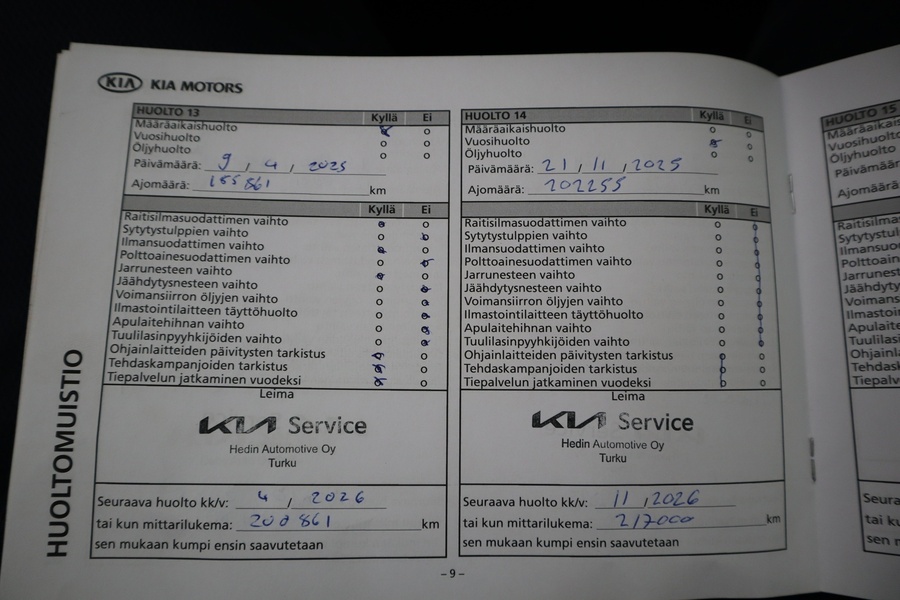 KIA KIA MOTORS
HUOLTO 13 Kyllä Ei
Määräaikaishuolto
Vuosihuolto
Öljyhuolto
Päivämäärä: 9 , 4 , 2025
Ajomäärä: 185 861 km
Kyllä Ei
Raitisilmasuodattimen vaihto
Sytytystulppien vaihto
Ilmansuodattimen vaihto
Polttoainesuodattimen vaihto
Jarrunesteen vaihto
Jäähdytysnesteen vaihto
Voimansiirron öljyjen vaihto
Ilmastointilaitteen täyttöhuolto
Apulaitehihnan vaihto
Tuulilasinpyyhkijöiden vaihto
Ohjainlaitteiden päivitysten tarkistus
Tehdaskampanjoiden tarkistus
Tiepalvelun jatkaminen vuodeksi
Leima
KIA Service
Hedin Automotive Oy
Turku
Seuraava huolto kk/v: 4 , 2026
tai kun mittarilukema: 200 861 km
sen mukaan kumpi ensin saavutetaan
HUOLTO 14 Kyllä Ei
Määräaikaishuolto
Vuosihuolto
Öljyhuolto
Päivämäärä: 21 , 11 , 2025
Ajomäärä: 202255 km
Kyllä Ei
Raitisilmasuodattimen vaihto
Sytytystulppien vaihto
Ilmansuodattimen vaihto
Polttoainesuodattimen vaihto
Jarrunesteen vaihto
Jäähdytysnesteen vaihto
Voimansiirron öljyjen vaihto
Ilmastointilaitteen täyttöhuolto
Apulaitehihnan vaihto
Tuulilasinpyyhkijöiden vaihto
Ohjainlaitteiden päivitysten tarkistus
Tehdaskampanjoiden tarkistus
Tiepalvelun jatkaminen vuodeksi
Leima
KIA Service
Hedin Automotive Oy
Turku
Seuraava huolto kk/v: 11 , 2026
tai kun mittarilukema: 217000 km
sen mukaan kumpi ensin saavutetaan
HUOLTOMUISTIO
- 9 -
HUOLTO 15
Öljyhuolto
Ajomäärä: